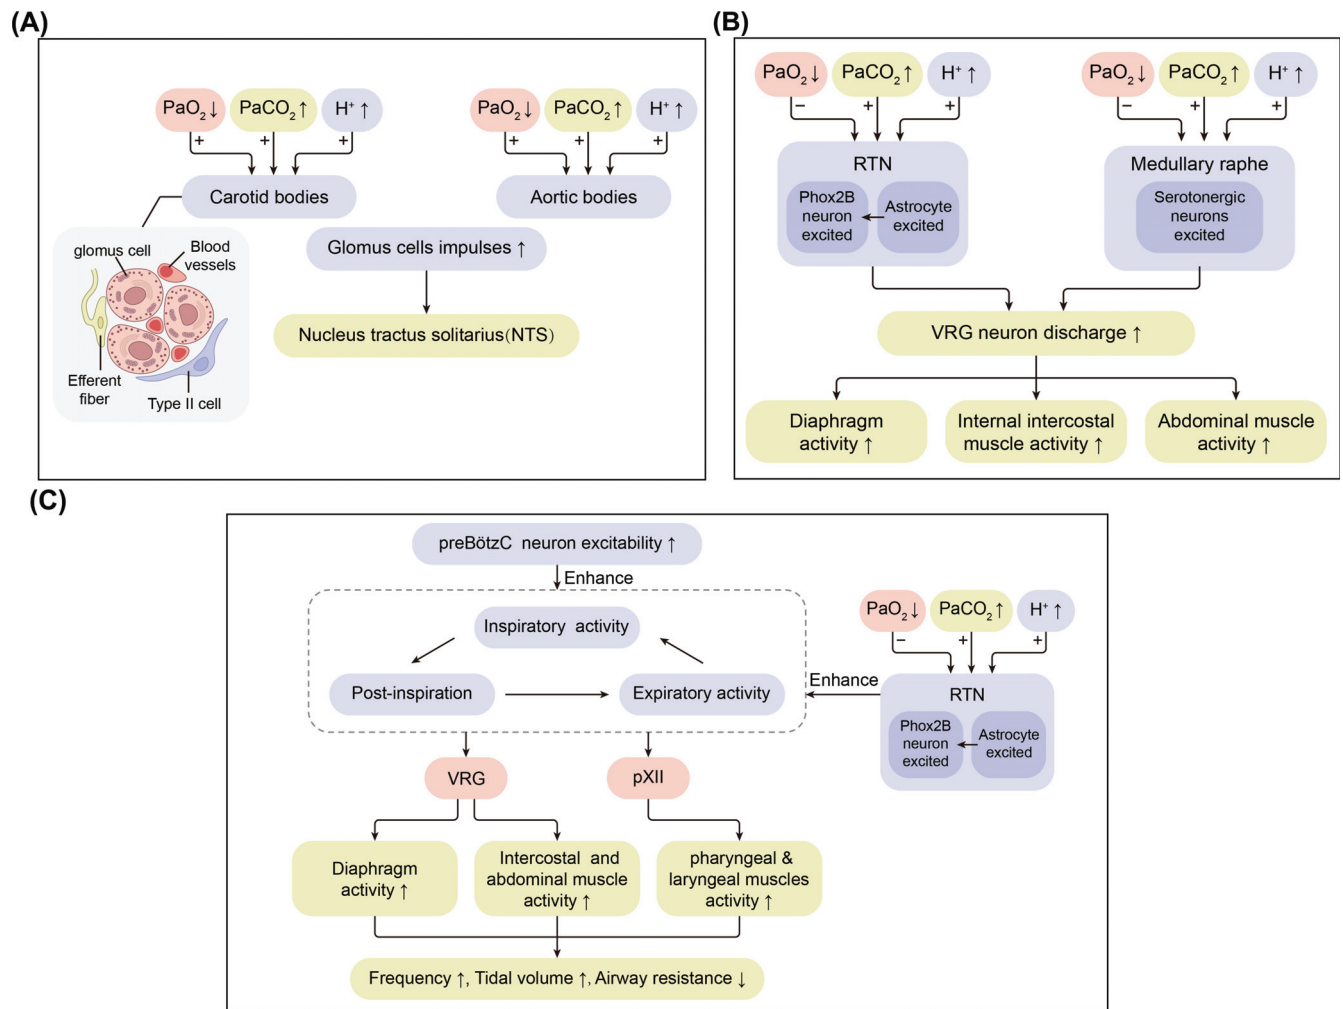 (A)
PaO2↓ PaCO2↑ H+ ↑
+ + +
Carotid bodies
PaO2↓ PaCO2↑ H+ ↑
+ + +
Aortic bodies
glomus cell
Blood
vessels
Efferent
fiber
Type II cell
Glomus cells impulses ↑
Nucleus tractus solitarius(NTS)
(B)
PaO2↓ PaCO2↑ H+ ↑
− + +
RTN
Phox2B
neuron
excited
Astrocyte
excited
PaO2↓ PaCO2↑ H+ ↑
− + +
Medullary raphe
Serotonergic
neurons
excited
VRG neuron discharge ↑
Diaphragm
activity ↑
Internal intercostal
muscle activity ↑
Abdominal muscle
activity ↑
(C)
preBötzC neuron excitability ↑
Enhance
Inspiratory activity
Post-inspiration
Expiratory activity
PaO2↓ PaCO2↑ H+ ↑
− + +
Enhance
RTN
Phox2B
neuron
excited
Astrocyte
excited
VRG
pXII
Diaphragm
activity ↑
Intercostal and
abdominal muscle
activity ↑
pharyngeal &
laryngeal muscles
activity ↑
Frequency ↑, Tidal volume ↑, Airway resistance ↓